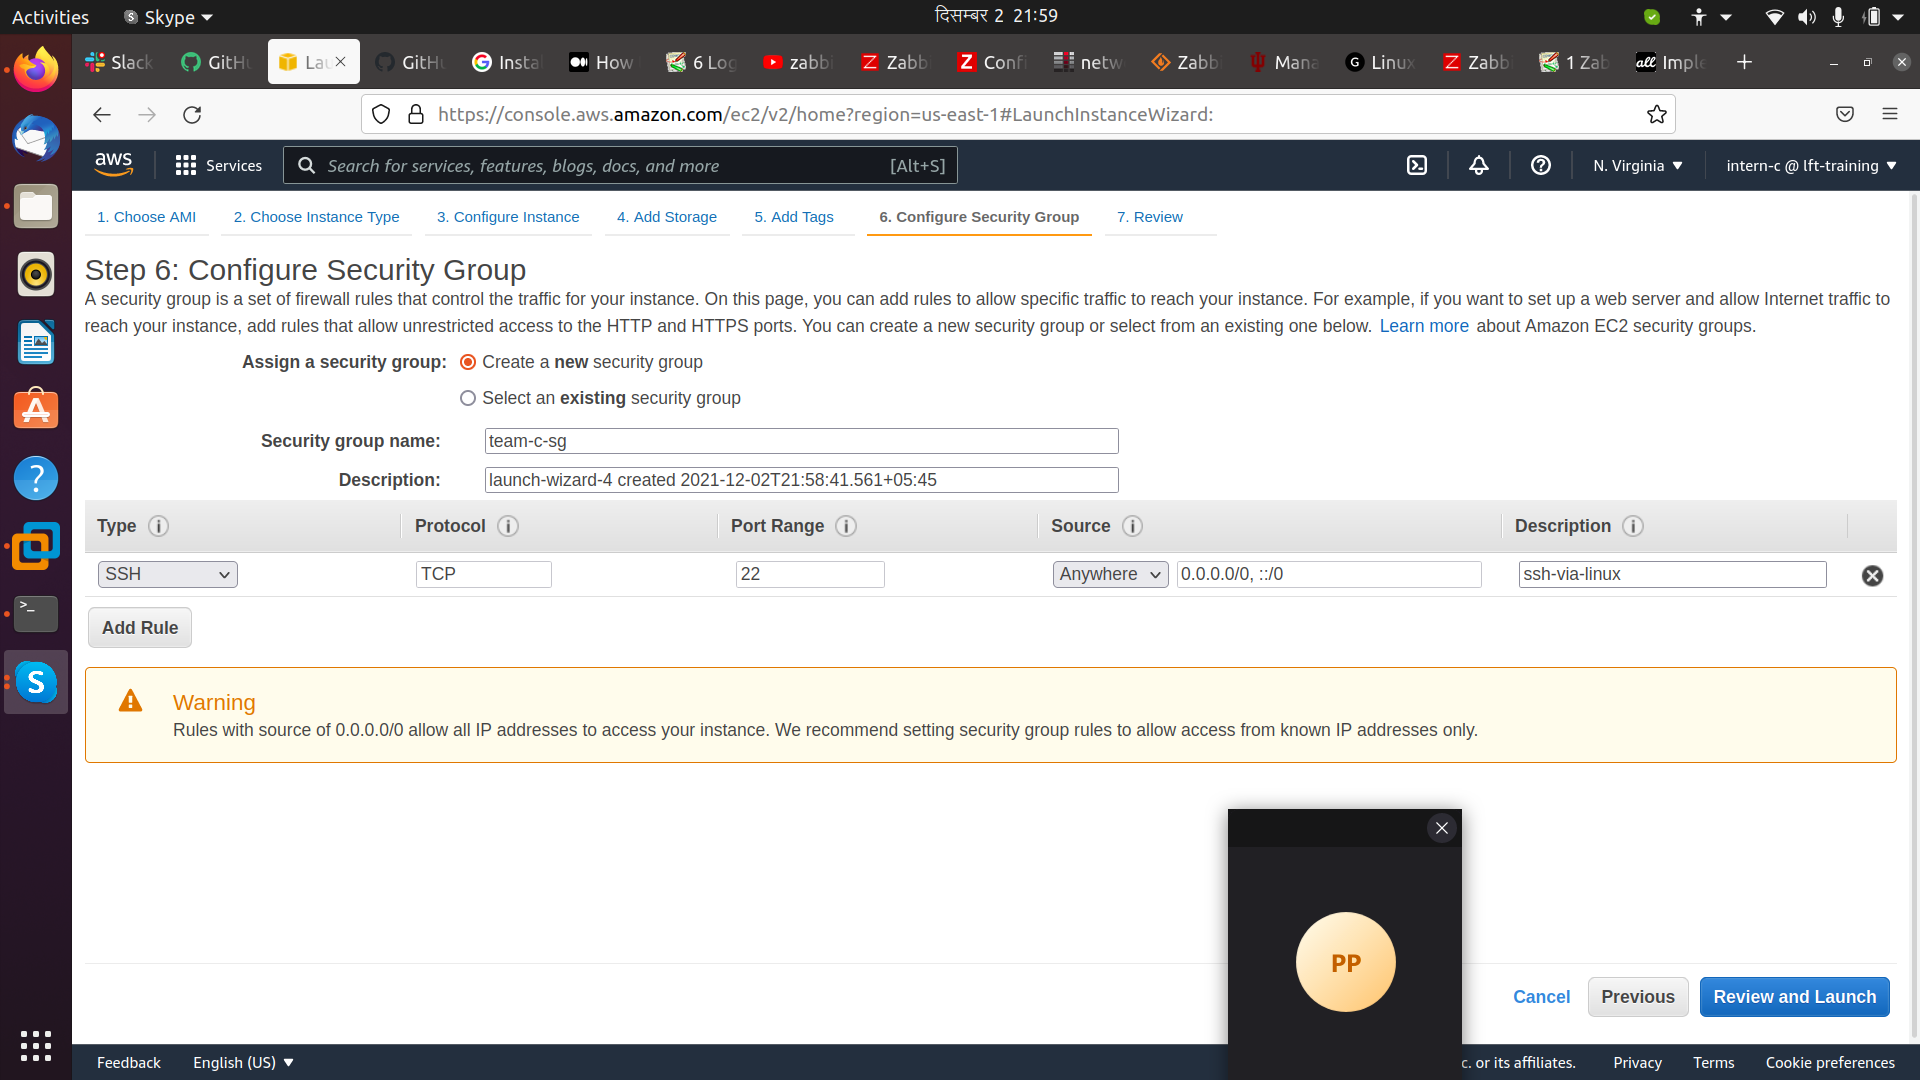 Activities
Skype
दिसम्बर 2 21:59
Slack
GitHu
Lau
GitHu
Instal
How
6 Log
zabbi
Zabb
Confi
netw
Zabb
Mana
Linux
Zabb
1 Zab
Imple
https://console.aws.amazon.com/ec2/v2/home?region=us-east-1#LaunchInstanceWizard:
aws
Services
Search for services, features, blogs, docs, and more [Alt+S]
N. Virginia
intern-c @ lft-training
1. Choose AMI
2. Choose Instance Type
3. Configure Instance
4. Add Storage
5. Add Tags
6. Configure Security Group
7. Review
Step 6: Configure Security Group
A security group is a set of firewall rules that control the traffic for your instance. On this page, you can add rules to allow specific traffic to reach your instance. For example, if you want to set up a web server and allow Internet traffic to
reach your instance, add rules that allow unrestricted access to the HTTP and HTTPS ports. You can create a new security group or select from an existing one below. Learn more about Amazon EC2 security groups.
Assign a security group: Create a new security group
Select an existing security group
Security group name: team-c-sg
Description: launch-wizard-4 created 2021-12-02T21:58:41.561+05:45
Type
Protocol
Port Range
Source
Description
SSH
TCP
22
Anywhere
0.0.0.0/0, ::/0
ssh-via-linux
Add Rule
Warning
Rules with source of 0.0.0.0/0 allow all IP addresses to access your instance. We recommend setting security group rules to allow access from known IP addresses only.
PP
Cancel
Previous
Review and Launch
Feedback
English (US)
c. or its affiliates.
Privacy
Terms
Cookie preferences